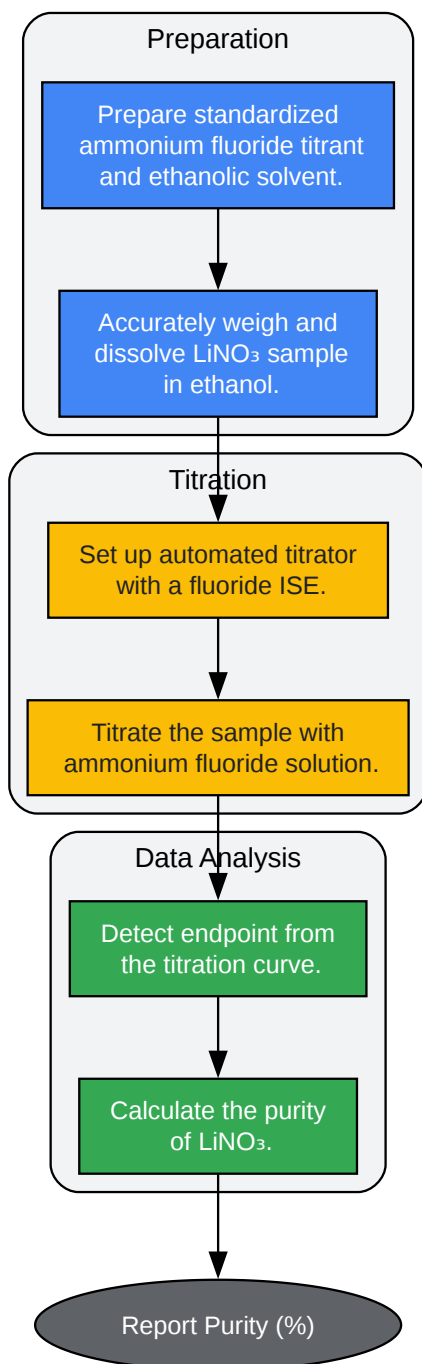 Preparation
Prepare standardized
ammonium fluoride titrant
and ethanolic solvent.
Accurately weigh and
dissolve LiNO₃ sample
in ethanol.
Titration
Set up automated titrator
with a fluoride ISE.
Titrate the sample with
ammonium fluoride solution.
Data Analysis
Detect endpoint from
the titration curve.
Calculate the purity
of LiNO₃.
Report Purity (%)